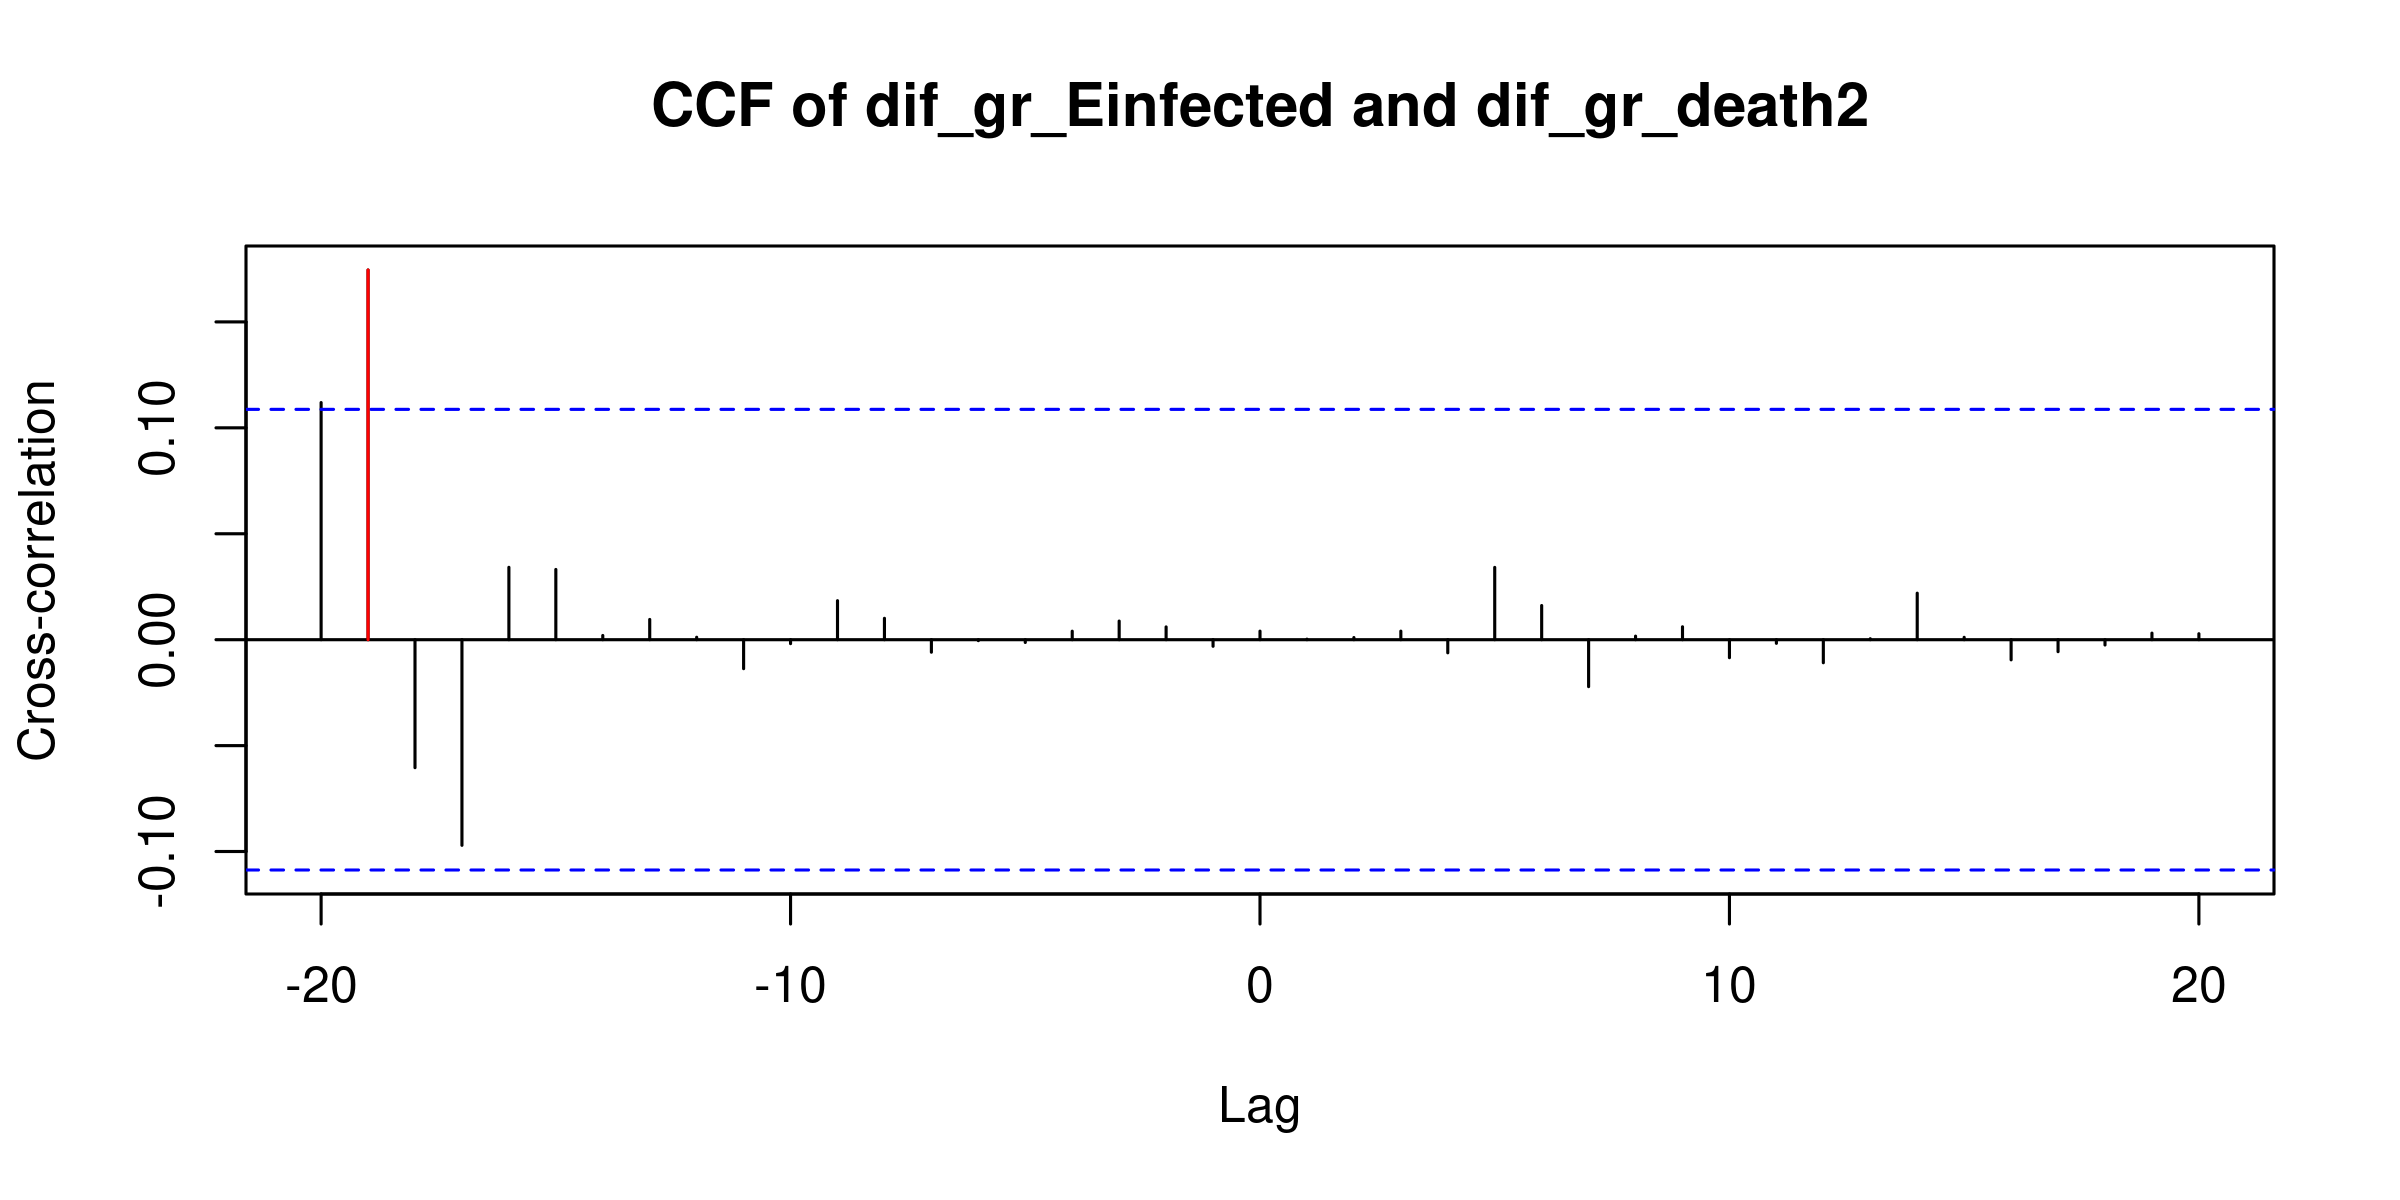 CCF of dif_gr_Einfected and dif_gr_death2
Cross-correlation
0.10
0.00
-0.10
-20 -10 0 10 20
Lag